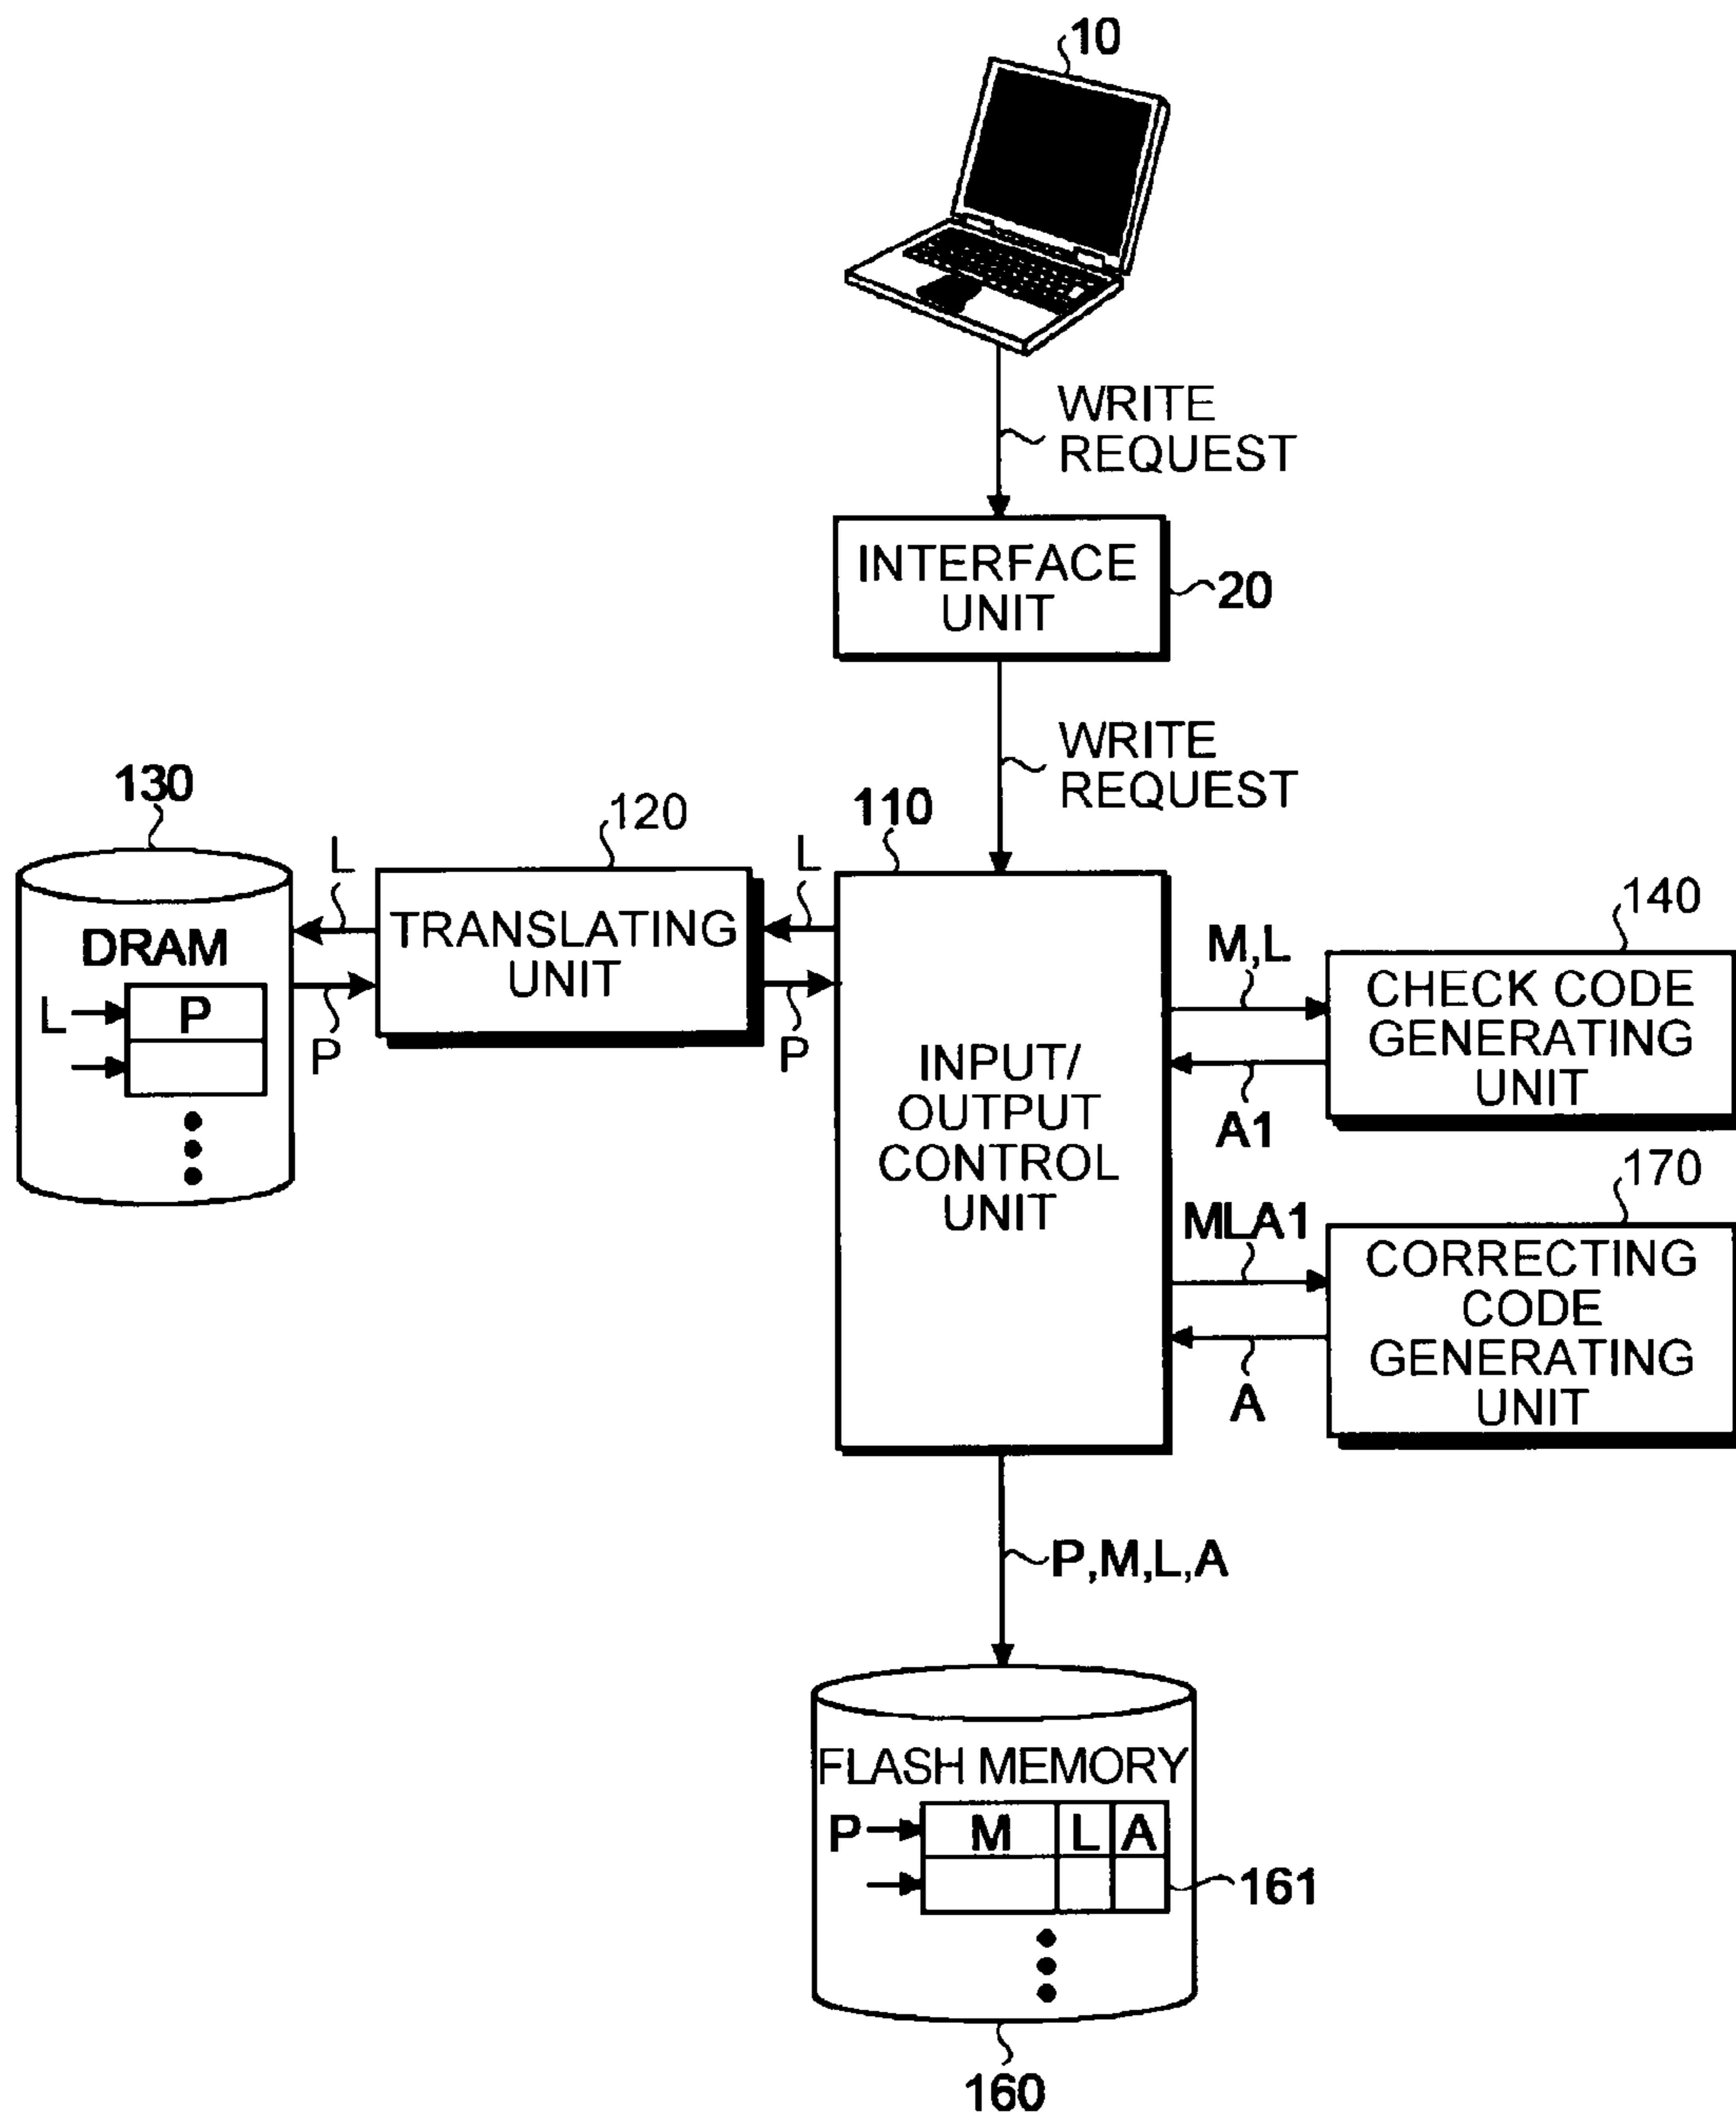 10
WRITE
REQUEST
INTERFACE
UNIT
20
WRITE
REQUEST
130
120
110
L
L
TRANSLATING
UNIT
P
P
DRAM
L
P
INPUT/
OUTPUT
CONTROL
UNIT
140
M,L
CHECK CODE
GENERATING
UNIT
A1
170
MLA1
CORRECTING
CODE
GENERATING
UNIT
A
P,M,L,A
FLASH MEMORY
P
M L A
161
160